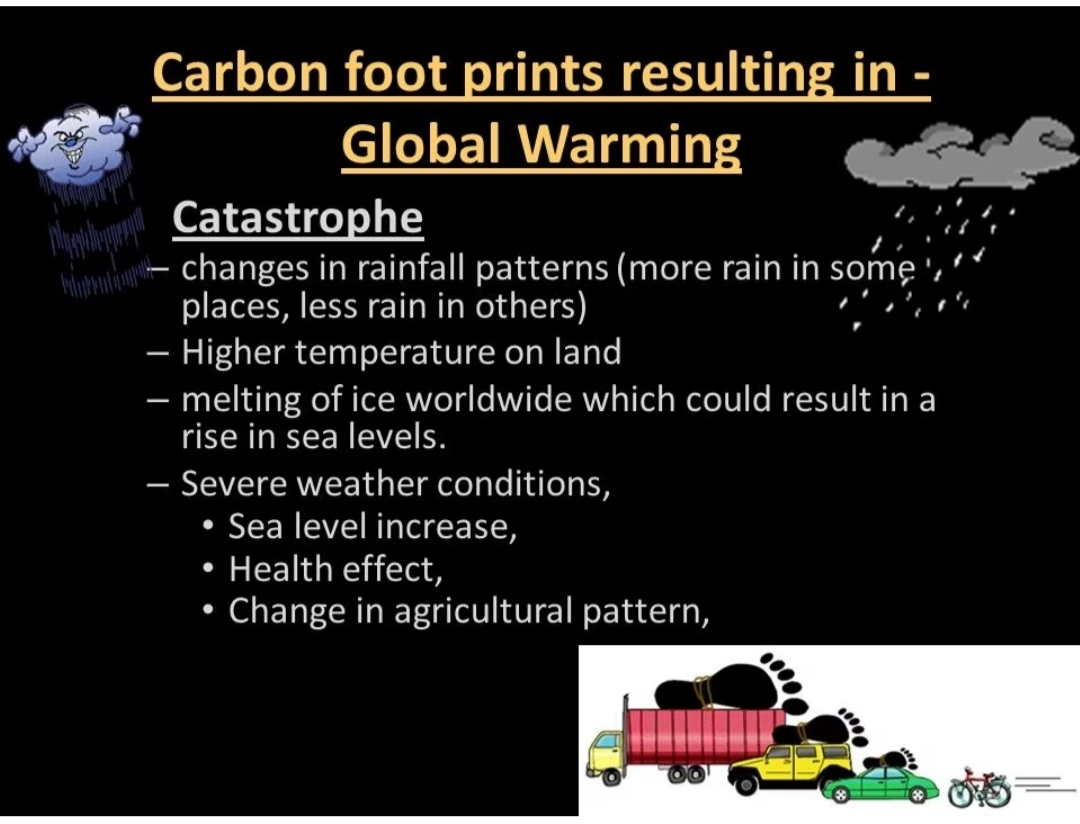 Carbon foot prints resulting in -
Global Warming
Catastrophe
– changes in rainfall patterns (more rain in some
places, less rain in others)
– Higher temperature on land
– melting of ice worldwide which could result in a
rise in sea levels.
– Severe weather conditions,
• Sea level increase,
• Health effect,
• Change in agricultural pattern,